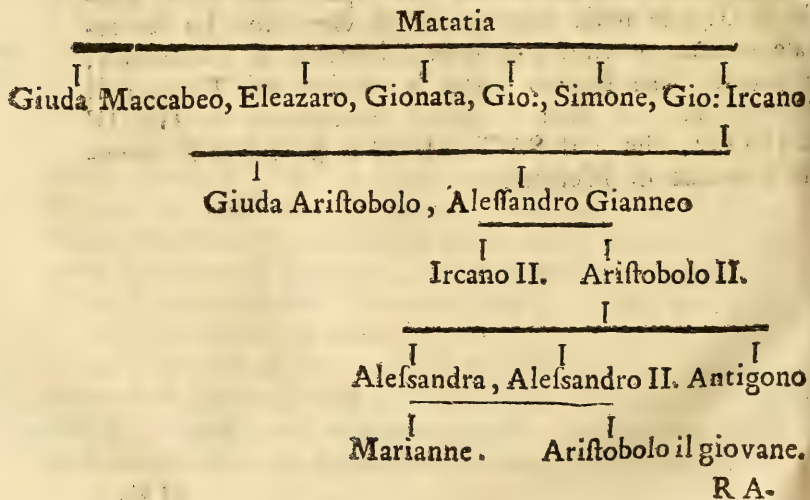 Matatia
Giuda Maccabeo, Eleazaro, Gionata, Gio:, Simone, Gio: Ircano
Giuda Ariſtobolo, Aleſſandro Gianneo
Ircano II. Ariſtobolo II.
Aleſsandra, Aleſsandro II. Antigono
Marianne. Ariſtobolo il giovane.
R A-